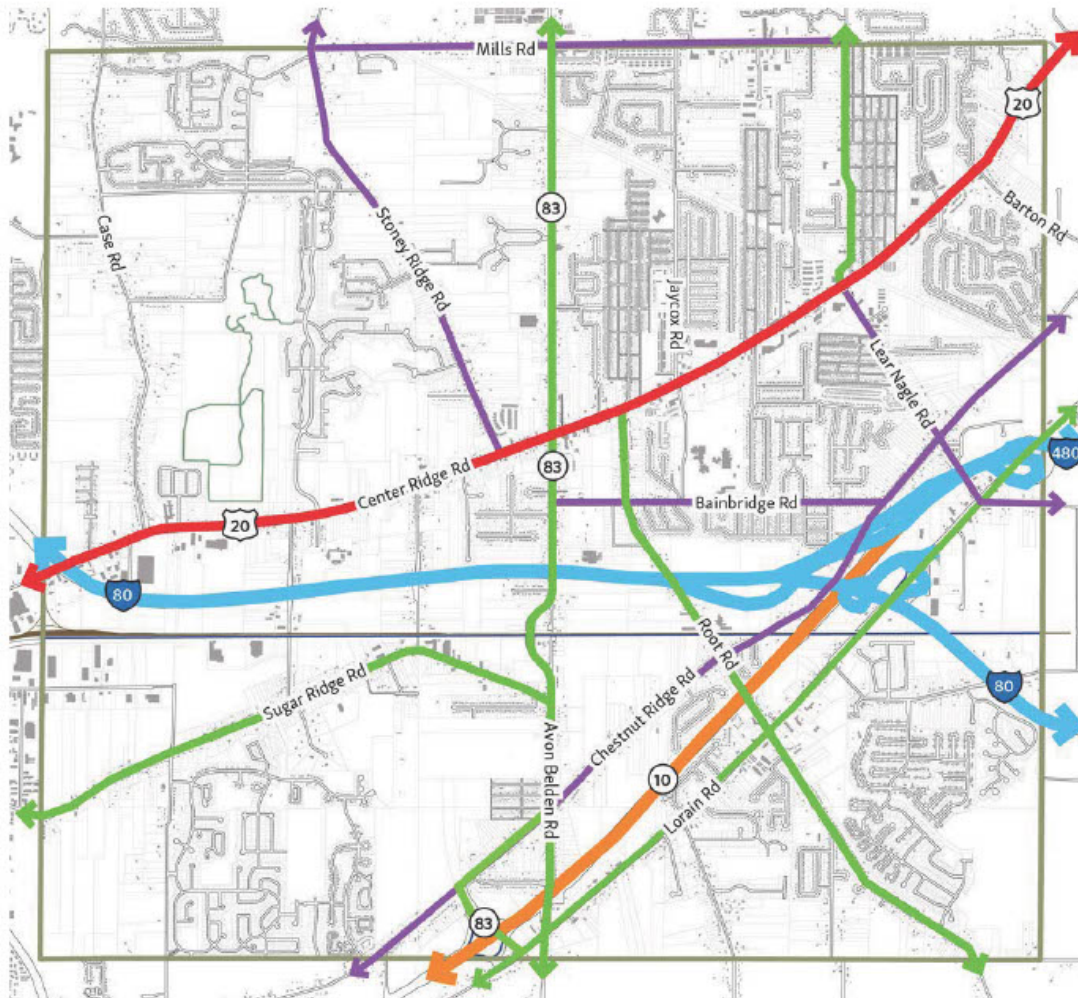 Mills Rd
20
Barton Rd
Case Rd
Stoney Ridge Rd
83
Jaycox Rd
Lear Nagle Rd
480
83
Center Ridge Rd
20
Bainbridge Rd
80
Root Rd
80
Sugar Ridge Rd
Chestnut Ridge Rd
Avon Belden Rd
10
Lorain Rd
83